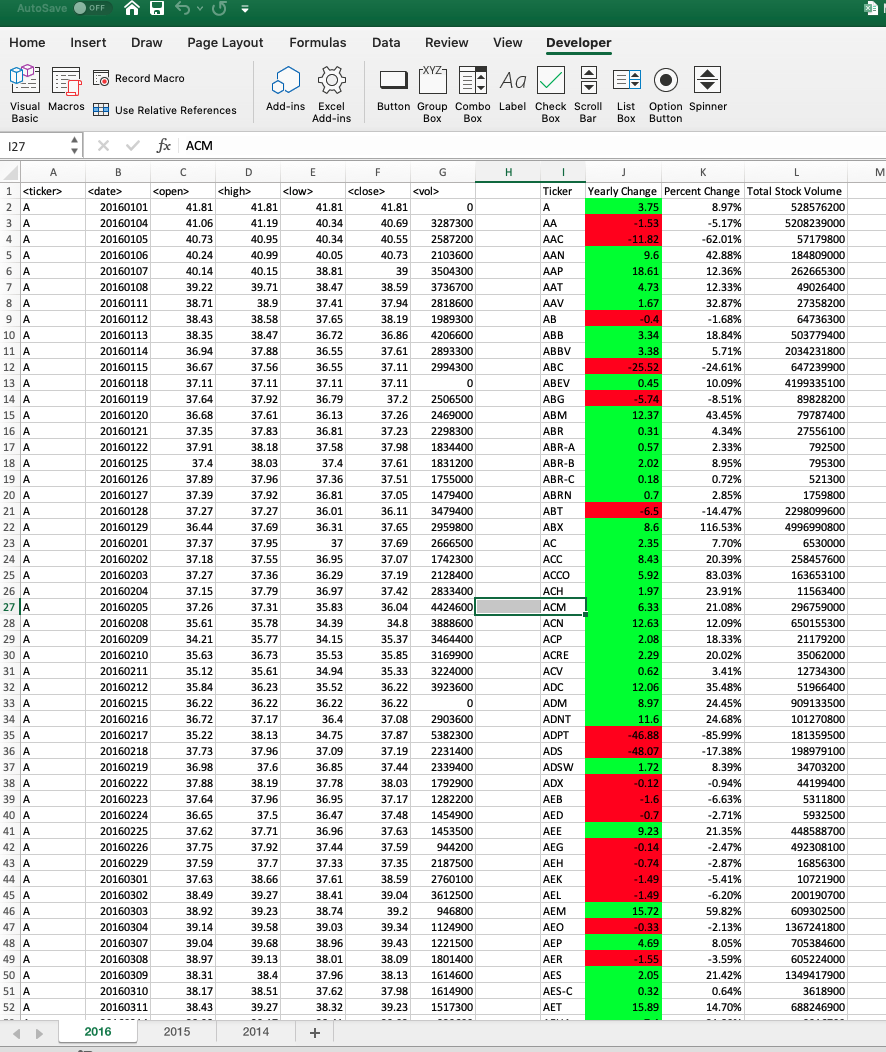 AutoSave OFF
Home Insert Draw Page Layout Formulas Data Review View Developer
Visual Basic Macros Record Macro Use Relative References Add-ins Excel Add-ins Button Group Box Combo Box Label Check Box Scroll Bar List Box Option Button Spinner
I27 fx ACM
A B C D E F G H I J K L M
1 <ticker> <date> <open> <high> <low> <close> <vol> Ticker Yearly Change Percent Change Total Stock Volume
2 A 20160101 41.81 41.81 41.81 41.81 0 A 3.75 8.97% 528576200
3 A 20160104 41.06 41.19 40.34 40.69 3287300 AA -1.53 -5.17% 5208239000
4 A 20160105 40.73 40.95 40.34 40.55 2587200 AAC -11.82 -62.01% 57179800
5 A 20160106 40.24 40.99 40.05 40.73 2103600 AAN 9.6 42.88% 184809000
6 A 20160107 40.14 40.15 38.81 39 3504300 AAP 18.61 12.36% 262665300
7 A 20160108 39.22 39.71 38.47 38.59 3736700 AAT 4.73 12.33% 49026400
8 A 20160111 38.71 38.9 37.41 37.94 2818600 AAV 1.67 32.87% 27358200
9 A 20160112 38.43 38.58 37.65 38.19 1989300 AB -0.4 -1.68% 64736300
10 A 20160113 38.35 38.47 36.72 36.86 4206600 ABB 3.34 18.84% 503779400
11 A 20160114 36.94 37.88 36.55 37.61 2893300 ABBV 3.38 5.71% 2034231800
12 A 20160115 36.67 37.56 36.55 37.11 2994300 ABC -25.52 -24.61% 647239900
13 A 20160118 37.11 37.11 37.11 37.11 0 ABEV 0.45 10.09% 4199335100
14 A 20160119 37.64 37.92 36.79 37.2 2506500 ABG -5.74 -8.51% 89828200
15 A 20160120 36.68 37.61 36.13 37.26 2469000 ABM 12.37 43.45% 79787400
16 A 20160121 37.35 37.83 36.81 37.23 2298300 ABR 0.31 4.34% 27556100
17 A 20160122 37.91 38.18 37.58 37.98 1834400 ABR-A 0.57 2.33% 792500
18 A 20160125 37.4 38.03 37.4 37.61 1831200 ABR-B 2.02 8.95% 795300
19 A 20160126 37.89 37.96 37.36 37.51 1755000 ABR-C 0.18 0.72% 521300
20 A 20160127 37.39 37.92 36.81 37.05 1479400 ABRN 0.7 2.85% 1759800
21 A 20160128 37.27 37.27 36.01 36.11 3479400 ABT -6.5 -14.47% 2298099600
22 A 20160129 36.44 37.69 36.31 37.65 2959800 ABX 8.6 116.53% 4996990800
23 A 20160201 37.37 37.95 37 37.69 2666500 AC 2.35 7.70% 6530000
24 A 20160202 37.18 37.55 36.95 37.07 1742300 ACC 8.43 20.39% 258457600
25 A 20160203 37.27 37.36 36.29 37.19 2128400 ACCO 5.92 83.03% 163653100
26 A 20160204 37.15 37.79 36.97 37.42 2833400 ACH 1.97 23.91% 11563400
27 A 20160205 37.26 37.31 35.83 36.04 4424600 ACM 6.33 21.08% 296759000
28 A 20160208 35.61 35.78 34.39 34.8 3888600 ACN 12.63 12.09% 650155300
29 A 20160209 34.21 35.77 34.15 35.37 3464400 ACP 2.08 18.33% 21179200
30 A 20160210 35.63 36.73 35.53 35.85 3169900 ACRE 2.29 20.02% 35062000
31 A 20160211 35.12 35.61 34.94 35.33 3224000 ACV 0.62 3.41% 12734300
32 A 20160212 35.84 36.23 35.52 36.22 3923600 ADC 12.06 35.48% 51966400
33 A 20160215 36.22 36.22 36.22 36.22 0 ADM 8.97 24.45% 909133500
34 A 20160216 36.72 37.17 36.4 37.08 2903600 ADNT 11.6 24.68% 101270800
35 A 20160217 35.22 38.13 34.75 37.87 5382300 ADPT -46.88 -85.99% 181359500
36 A 20160218 37.73 37.96 37.09 37.19 2231400 ADS -48.07 -17.38% 198979100
37 A 20160219 36.98 37.6 36.85 37.44 2339400 ADSW 1.72 8.39% 34703200
38 A 20160222 37.88 38.19 37.78 38.03 1792900 ADX -0.12 -0.94% 44199400
39 A 20160223 37.64 37.96 36.95 37.17 1282200 AEB -1.6 -6.63% 5311800
40 A 20160224 36.65 37.5 36.47 37.48 1454900 AED -0.7 -2.71% 5932500
41 A 20160225 37.62 37.71 36.96 37.63 1453500 AEE 9.23 21.35% 448588700
42 A 20160226 37.75 37.92 37.44 37.59 944200 AEG -0.14 -2.47% 492308100
43 A 20160229 37.59 37.7 37.33 37.35 2187500 AEH -0.74 -2.87% 16856300
44 A 20160301 37.63 38.66 37.61 38.59 2760100 AEK -1.49 -5.41% 10721900
45 A 20160302 38.49 39.27 38.41 39.04 3612500 AEL -1.49 -6.20% 200190700
46 A 20160303 38.92 39.23 38.74 39.2 946800 AEM 15.72 59.82% 609302500
47 A 20160304 39.14 39.58 39.03 39.34 1124900 AEO -0.33 -2.13% 1367241800
48 A 20160307 39.04 39.68 38.96 39.43 1221500 AEP 4.69 8.05% 705384600
49 A 20160308 38.97 39.13 38.01 38.09 1801400 AER -1.55 -3.59% 605224000
50 A 20160309 38.31 38.4 37.96 38.13 1614600 AES 2.05 21.42% 1349417900
51 A 20160310 38.17 38.51 37.62 37.98 1614900 AES-C 0.32 0.64% 3618900
52 A 20160311 38.43 39.27 38.32 39.23 1517300 AET 15.89 14.70% 688246900
2016 2015 2014 +